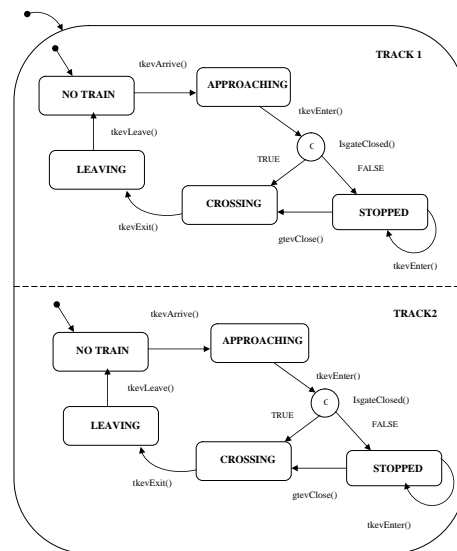 TRACK 1
tkevArrive()
APPROACHING
NO TRAIN
tkevEnter()
tkevLeave()
C
IsgateClosed()
TRUE
LEAVING
FALSE
CROSSING
STOPPED
tkevExit()
gtevClose()
tkevEnter()
TRACK2
tkevArrive()
APPROACHING
NO TRAIN
tkevEnter()
tkevLeave()
C
IsgateClosed()
TRUE
LEAVING
FALSE
CROSSING
STOPPED
tkevExit()
gtevClose()
tkevEnter()